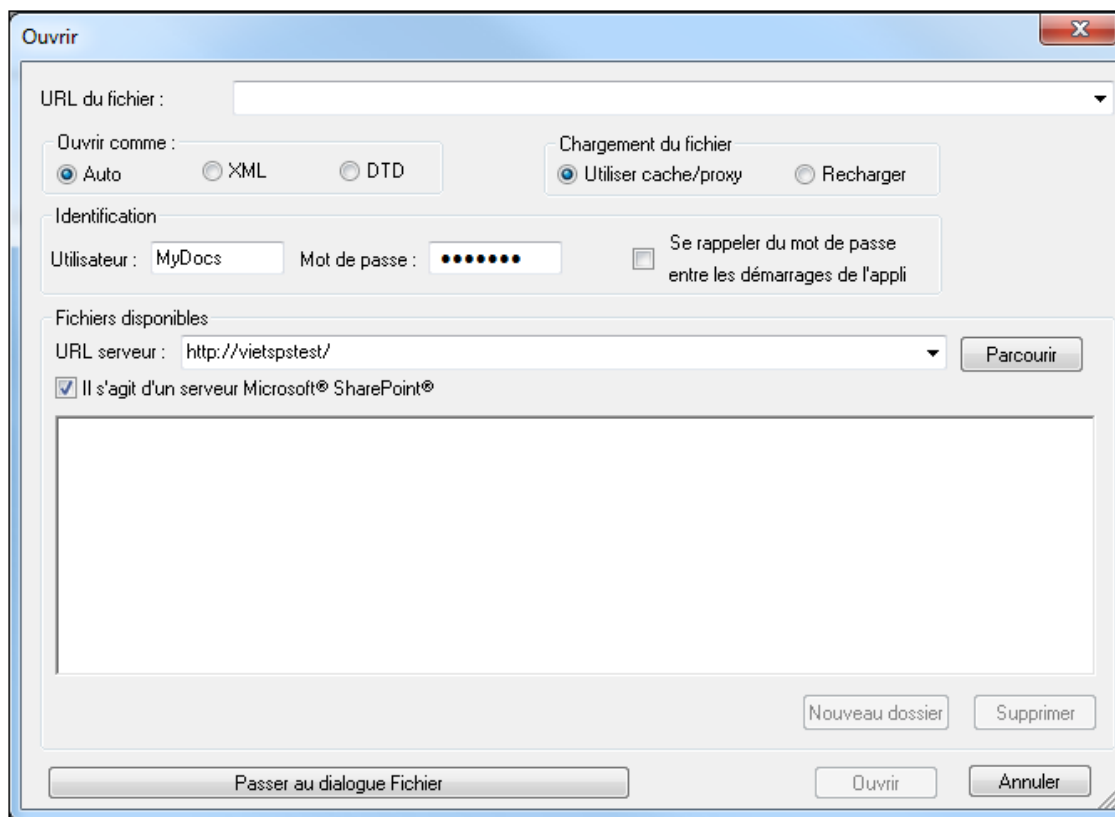 Ouvrir
URL du fichier :
Ouvrir comme :
Auto XML DTD
Chargement du fichier
Utiliser cache/proxy Recharger
Identification
Utilisateur : MyDocs Mot de passe : •••••••
Se rappeler du mot de passe
entre les démarrages de l'appli
Fichiers disponibles
URL serveur : http://vietspstest/ Parcourir
Il s'agit d'un serveur Microsoft® SharePoint®
Nouveau dossier Supprimer
Passer au dialogue Fichier Ouvrir Annuler